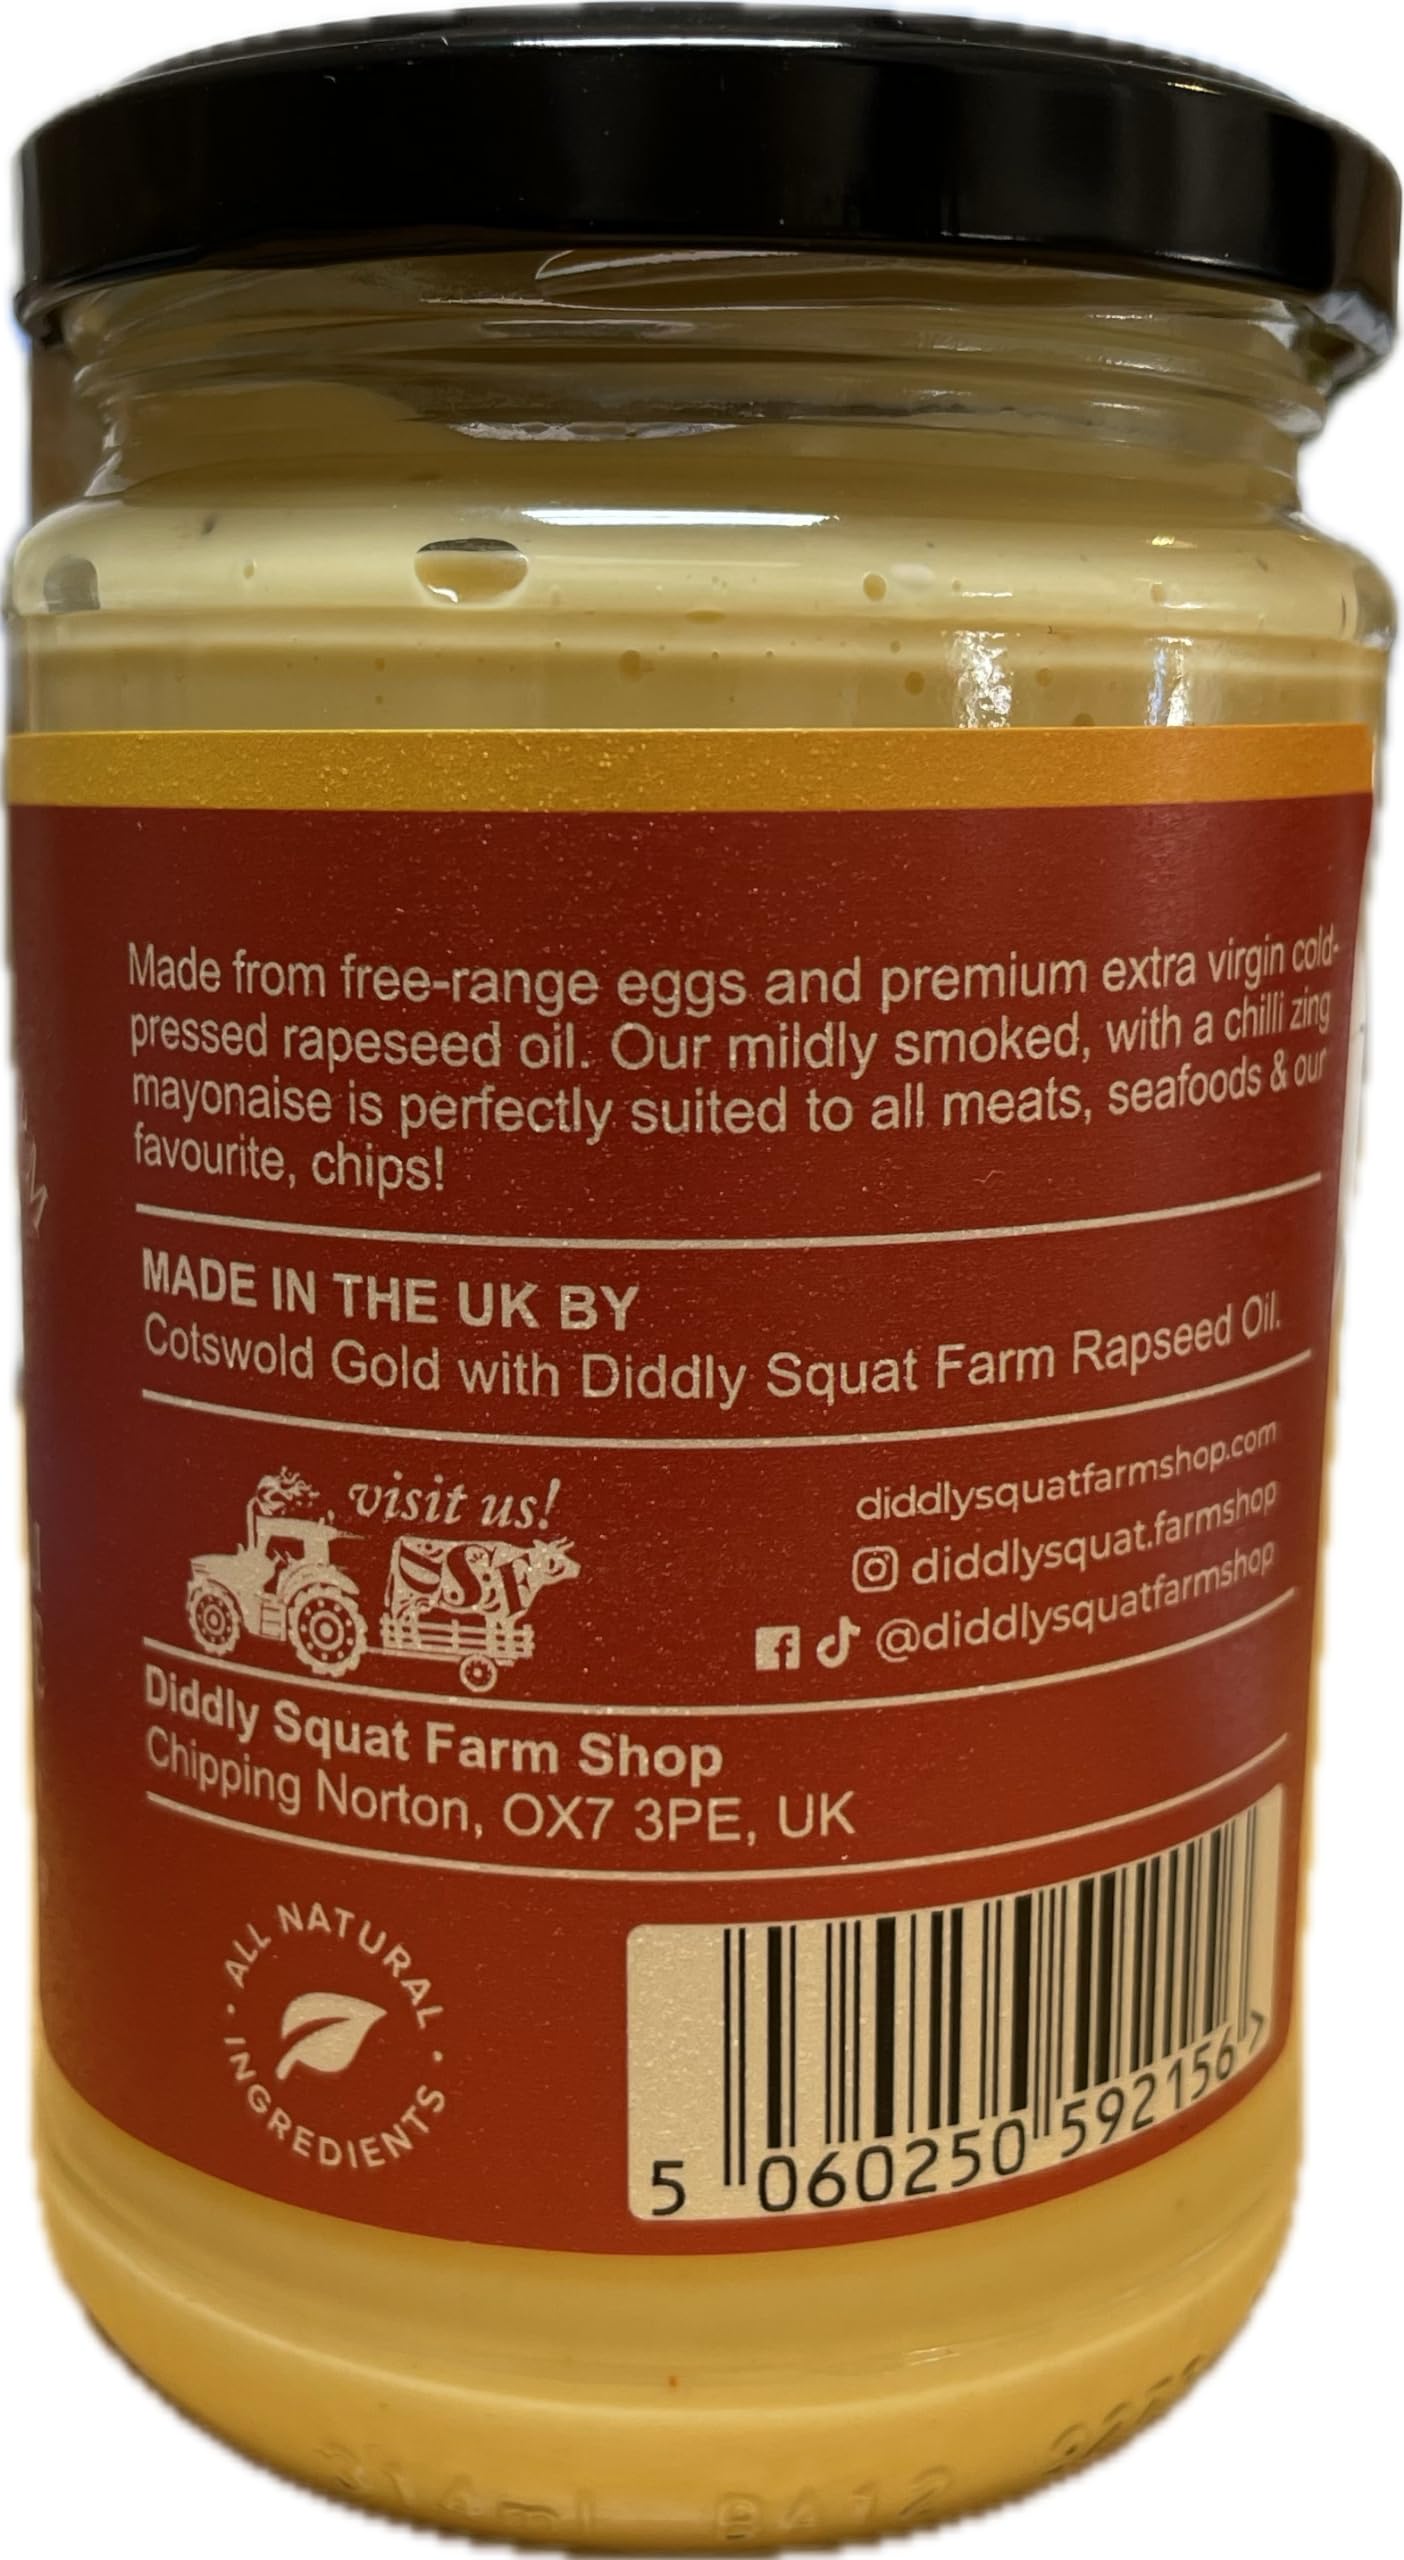 Made from free-range eggs and premium extra virgin cold-
pressed rapeseed oil. Our mildly smoked, with a chilli zing
mayonaise is perfectly suited to all meats, seafoods & our
favourite, chips!
MADE IN THE UK BY
Cotswold Gold with Diddly Squat Farm Rapseed Oil.
visit us!
diddlysquatfarmshop.com
diddlysquat.farmshop
@diddlysquatfarmshop
Diddly Squat Farm Shop
Chipping Norton, OX7 3PE, UK
· ALL NATURAL · INGREDIENTS
5 060250 592156 >
314ml